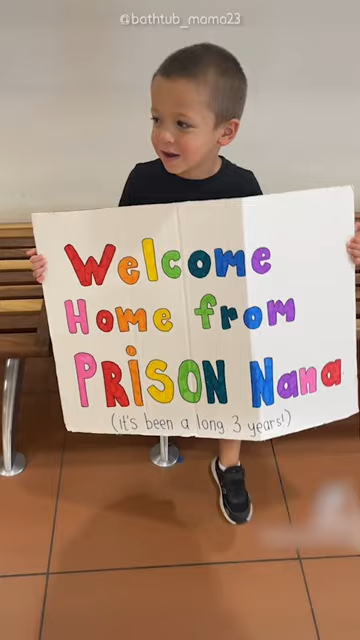 @bathtub_mama23
Welcome
Home from
PRISON Nana
(it's been a long 3 years!)